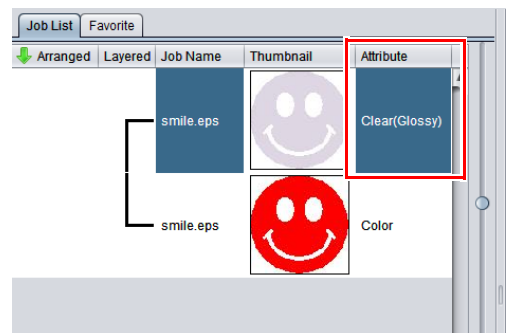 Job List Favorite
Arranged Layered Job Name Thumbnail Attribute
smile.eps Clear(Glossy)
smile.eps Color